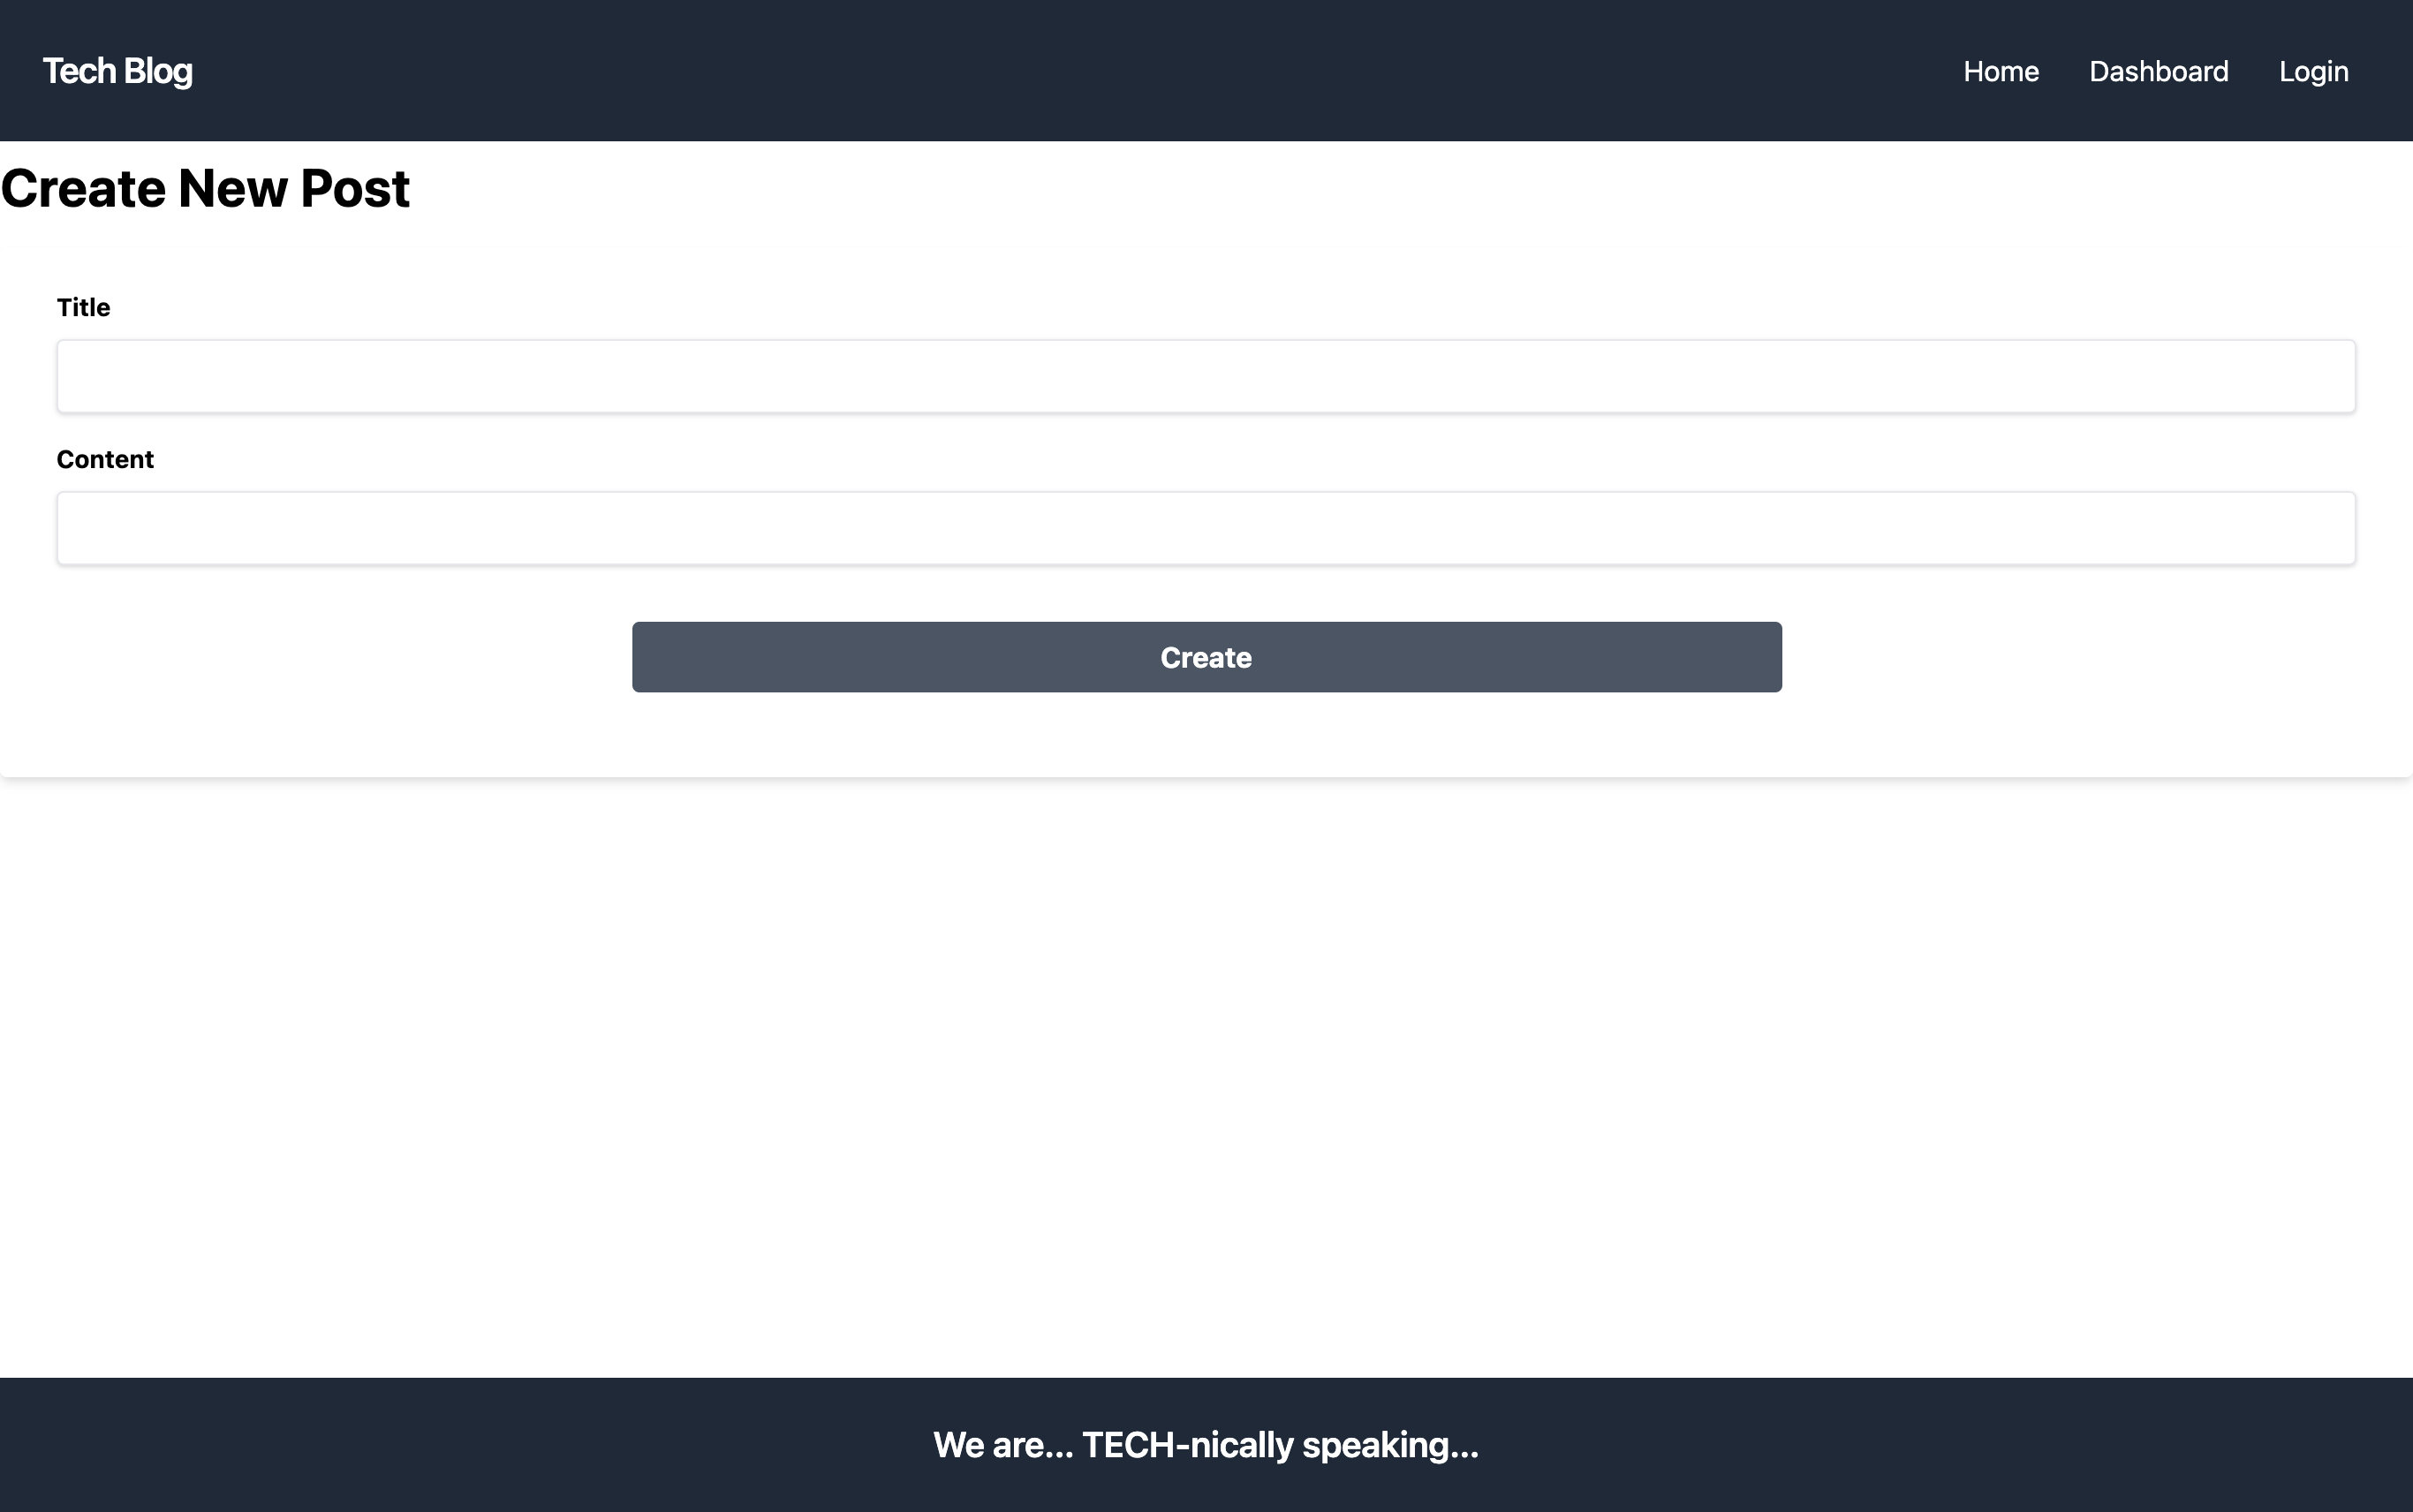 Tech Blog
Home Dashboard Login
Create New Post
Title
Content
Create
We are... TECH-nically speaking...